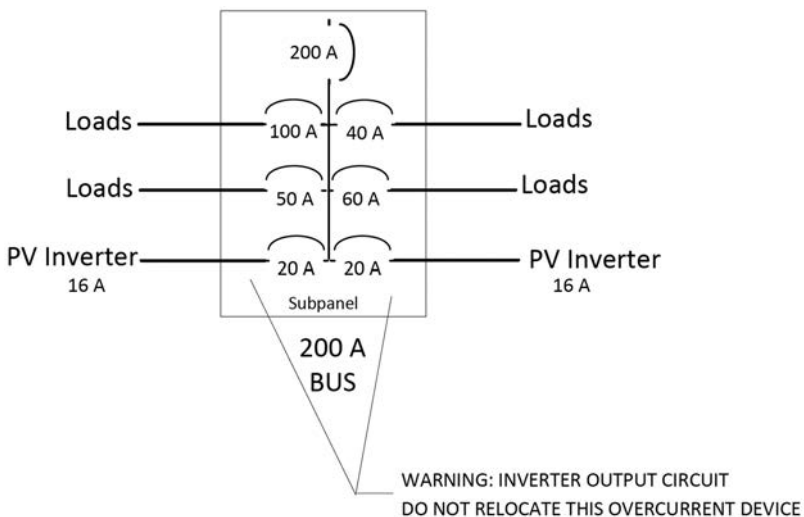 200 A
Loads
100 A
40 A
Loads
Loads
50 A
60 A
Loads
PV Inverter
16 A
20 A
20 A
PV Inverter
16 A
Subpanel
200 A
BUS
WARNING: INVERTER OUTPUT CIRCUIT
DO NOT RELOCATE THIS OVERCURRENT DEVICE